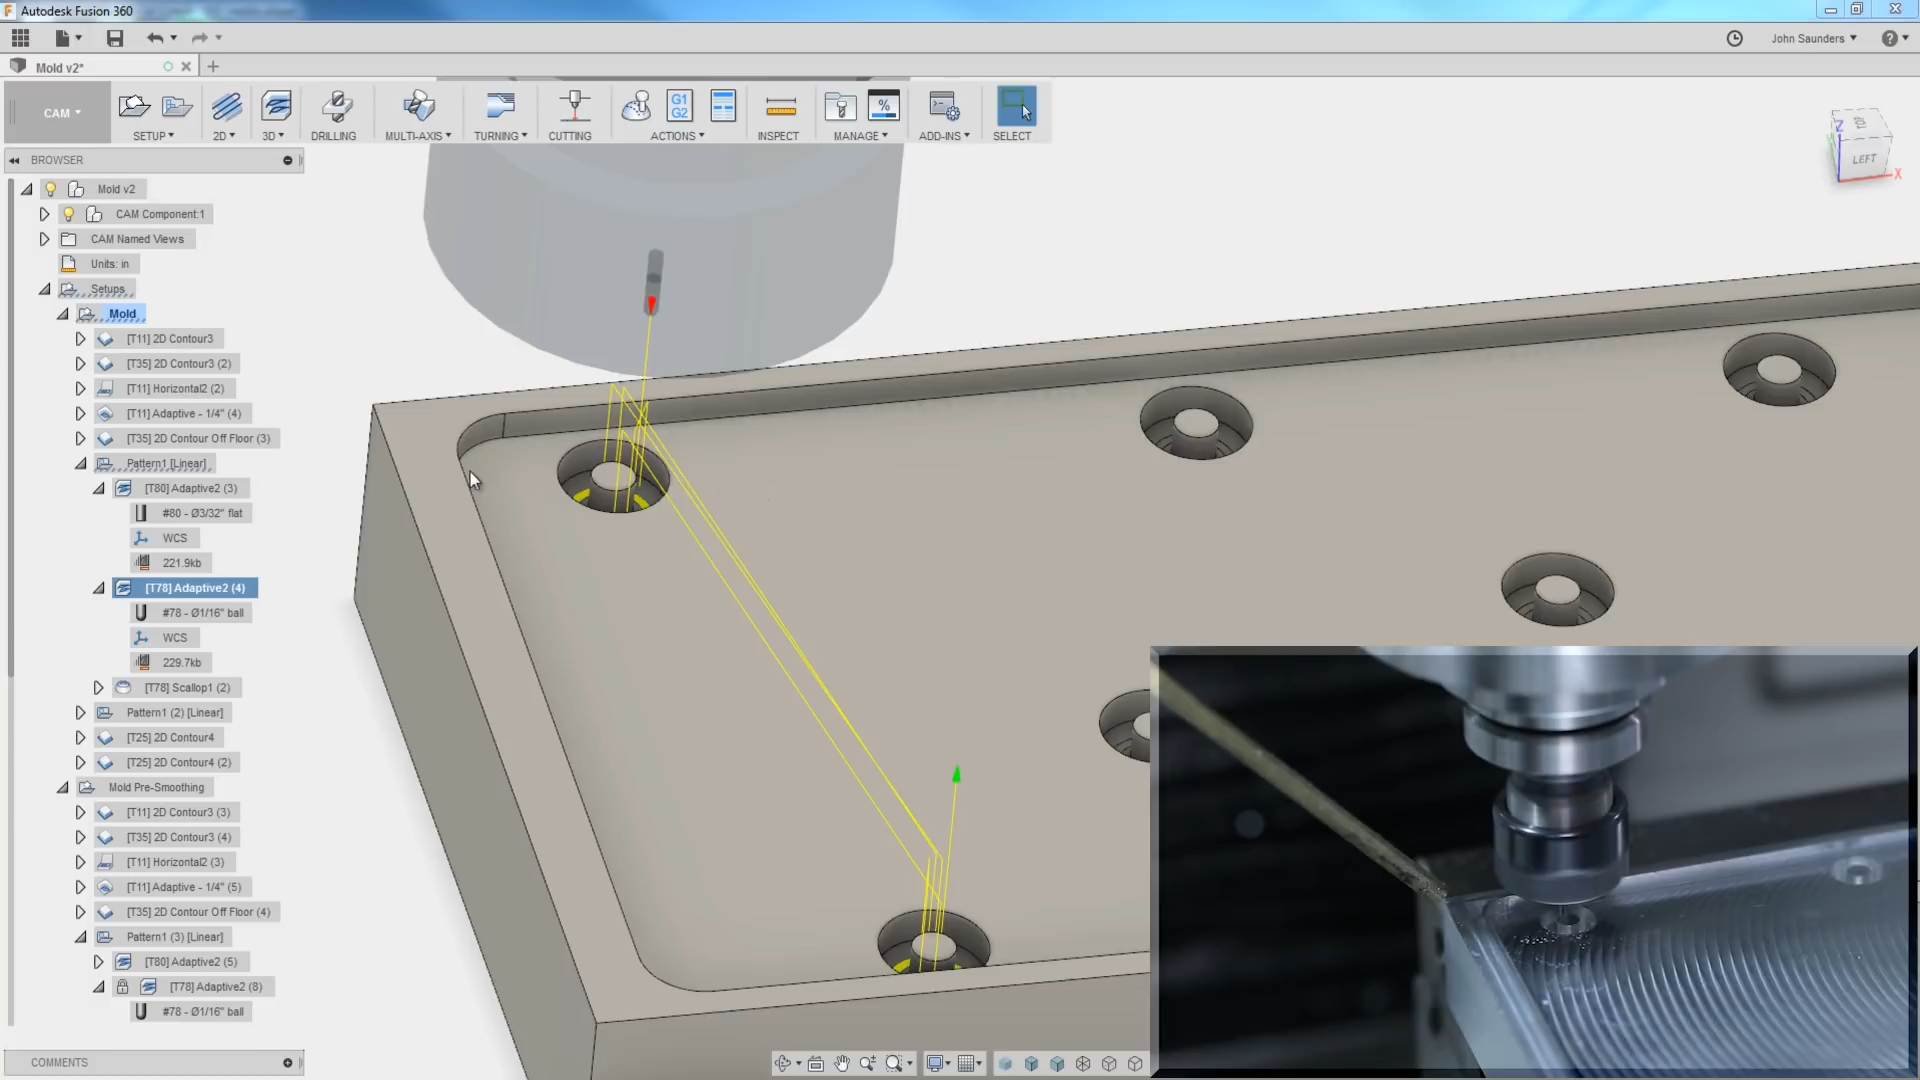 Autodesk Fusion 360
John Saunders
Mold v2*
CAM
G1
G2
%
SETUP
2D
3D
DRILLING
MULTI-AXIS
TURNING
CUTTING
ACTIONS
INSPECT
MANAGE
ADD-INS
SELECT
Z
LEFT
X
BROWSER
Mold v2
CAM Component:1
CAM Named Views
Units: in
Setups
Mold
[T11] 2D Contour3
[T35] 2D Contour3 (2)
[T11] Horizontal2 (2)
[T11] Adaptive - 1/4" (4)
[T35] 2D Contour Off Floor (3)
Pattern1 [Linear]
[T80] Adaptive2 (3)
#80 - Ø3/32" flat
WCS
221.9kb
[T78] Adaptive2 (4)
#78 - Ø1/16" ball
WCS
229.7kb
[T78] Scallop1 (2)
Pattern1 (2) [Linear]
[T25] 2D Contour4
[T25] 2D Contour4 (2)
Mold Pre-Smoothing
[T11] 2D Contour3 (3)
[T35] 2D Contour3 (4)
[T11] Horizontal2 (3)
[T11] Adaptive - 1/4" (5)
[T35] 2D Contour Off Floor (4)
Pattern1 (3) [Linear]
[T80] Adaptive2 (5)
[T78] Adaptive2 (8)
#78 - Ø1/16" ball
COMMENTS